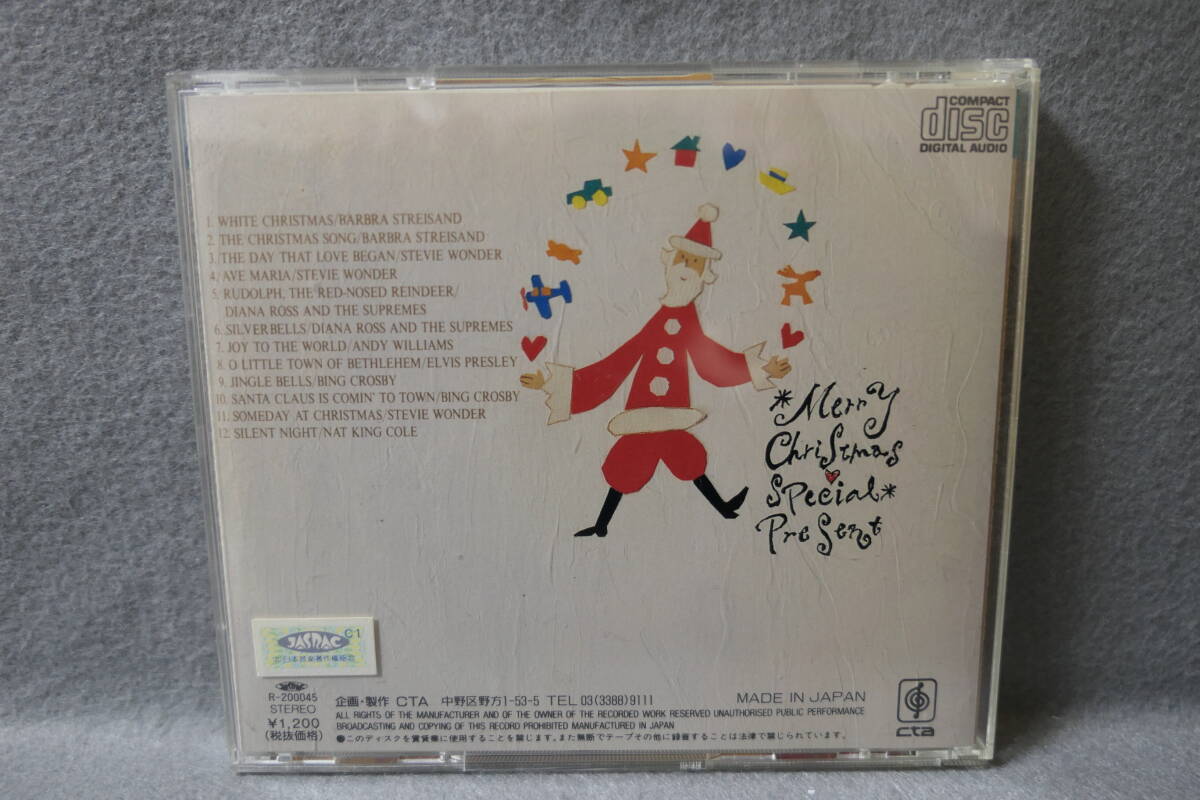 COMPACT
disc
DIGITAL AUDIO
1. WHITE CHRISTMAS/BARBRA STREISAND
2. THE CHRISTMAS SONG/BARBRA STREISAND
3. THE DAY THAT LOVE BEGAN/STEVIE WONDER
4. AVE MARIA/STEVIE WONDER
5. RUDOLPH, THE RED-NOSED REINDEER/
DIANA ROSS AND THE SUPREMES
6. SILVERBELLS/DIANA ROSS AND THE SUPREMES
7. JOY TO THE WORLD/ANDY WILLIAMS
8. O LITTLE TOWN OF BETHLEHEM/ELVIS PRESLEY
9. JINGLE BELLS/BING CROSBY
10. SANTA CLAUS IS COMIN' TO TOWN/BING CROSBY
11. SOMEDAY AT CHRISTMAS/STEVIE WONDER
12. SILENT NIGHT/NAT KING COLE
*Merry
Christmas
Special*
Present
JASRAC C1
R-200045
STEREO
¥1,200
(税抜価格)
企画・製作 CTA 中野区野方1-53-5 TEL 03(3388)9111
MADE IN JAPAN
ALL RIGHTS OF THE MANUFACTURER AND OF THE OWNER OF THE RECORDED WORK RESERVED UNAUTHORISED PUBLIC PERFORMANCE
BROADCASTING AND COPYING OF THIS RECORD PROHIBITED MANUFACTURED IN JAPAN
●このディスクを賃貸業に使用することを禁じます。また無断でテープその他に録音することは法律で禁じられています。
cta